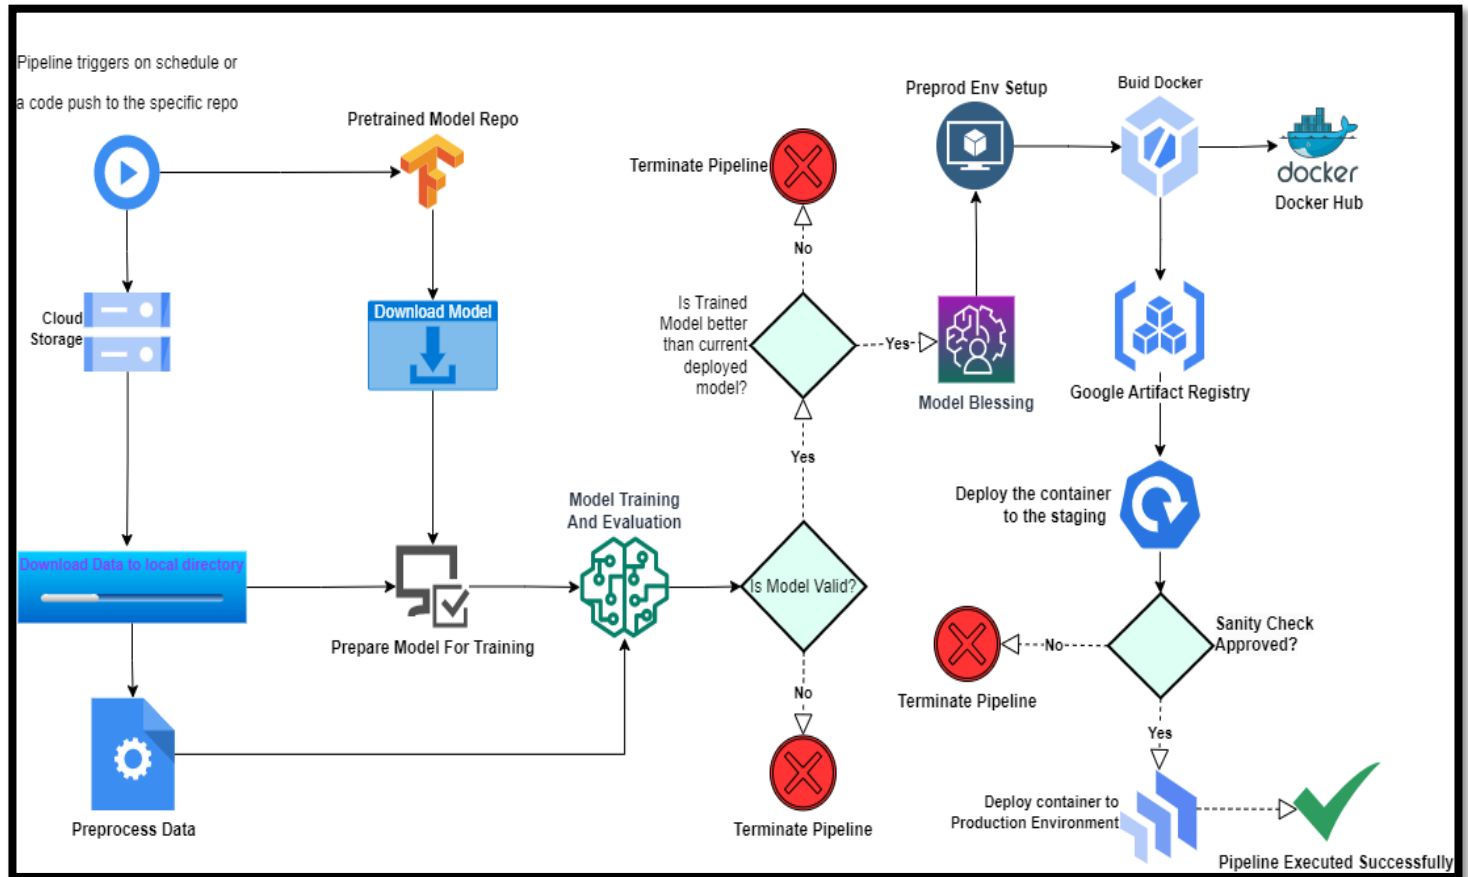 Pipeline triggers on schedule or
a code push to the specific repo
Pretrained Model Repo
Cloud
Storage
Download Model
Download Data to local directory
Prepare Model For Training
Preprocess Data
Model Training
And Evaluation
Is Model Valid?
No
Terminate Pipeline
Yes
Is Trained
Model better
than current
deployed
model?
No
Terminate Pipeline
Yes
Model Blessing
Preprod Env Setup
Buid Docker
docker
Docker Hub
Google Artifact Registry
Deploy the container
to the staging
Sanity Check
Approved?
No
Terminate Pipeline
Yes
Deploy container to
Production Environment
Pipeline Executed Successfully